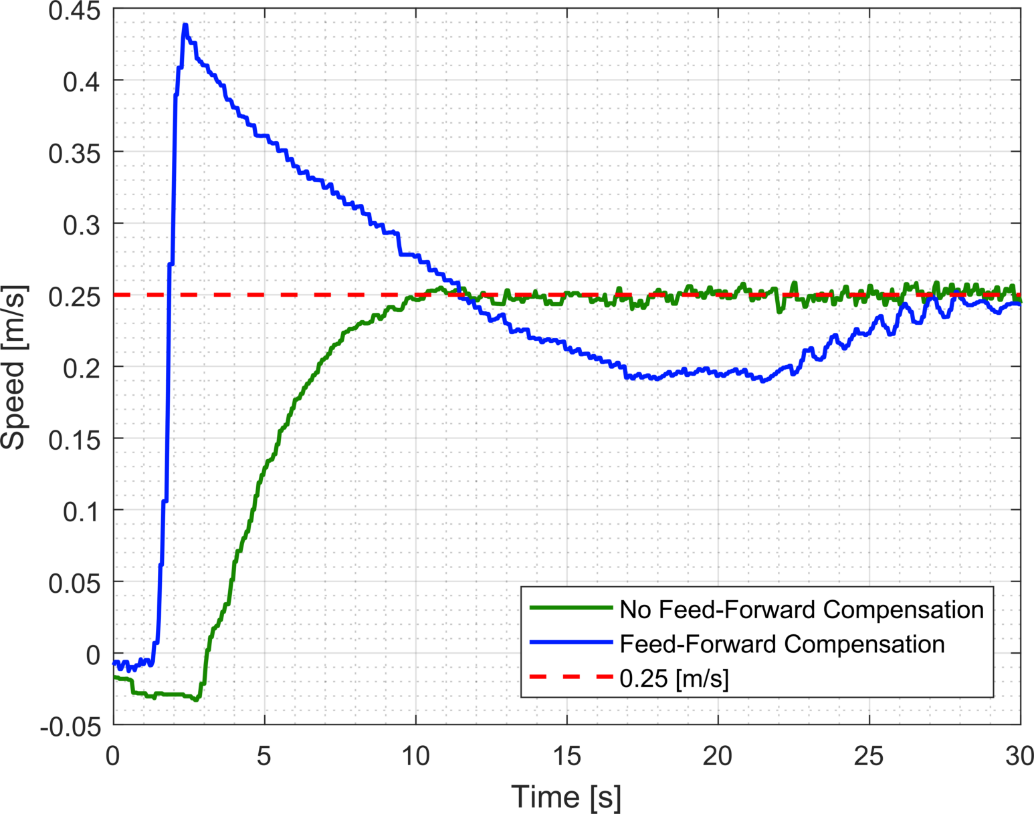 0.45
0.4
0.35
0.3
0.25
0.2
0.15
0.1
0.05
0
-0.05
Speed [m/s]
No Feed-Forward Compensation
Feed-Forward Compensation
0.25 [m/s]
0 5 10 15 20 25 30
Time [s]